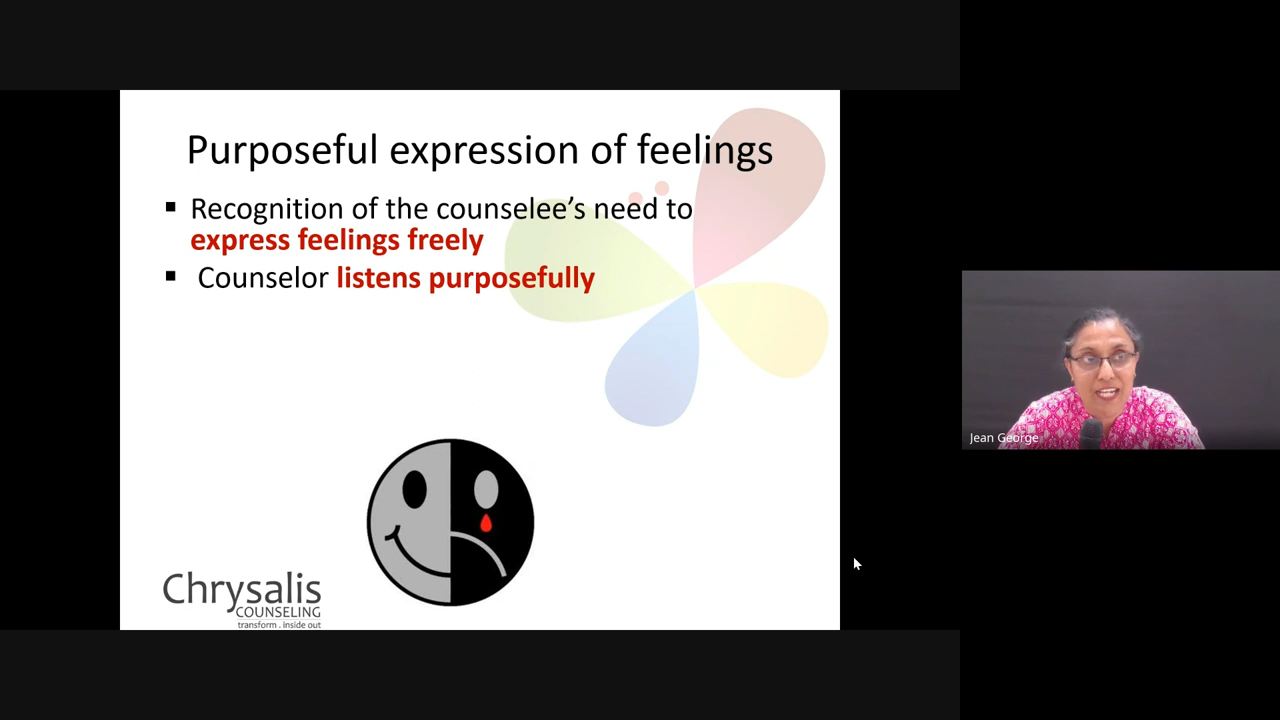 Purposeful expression of feelings
▪ Recognition of the counselee’s need to
express feelings freely
▪ Counselor listens purposefully
Chrysalis
COUNSELING
transform . inside out
Jean George